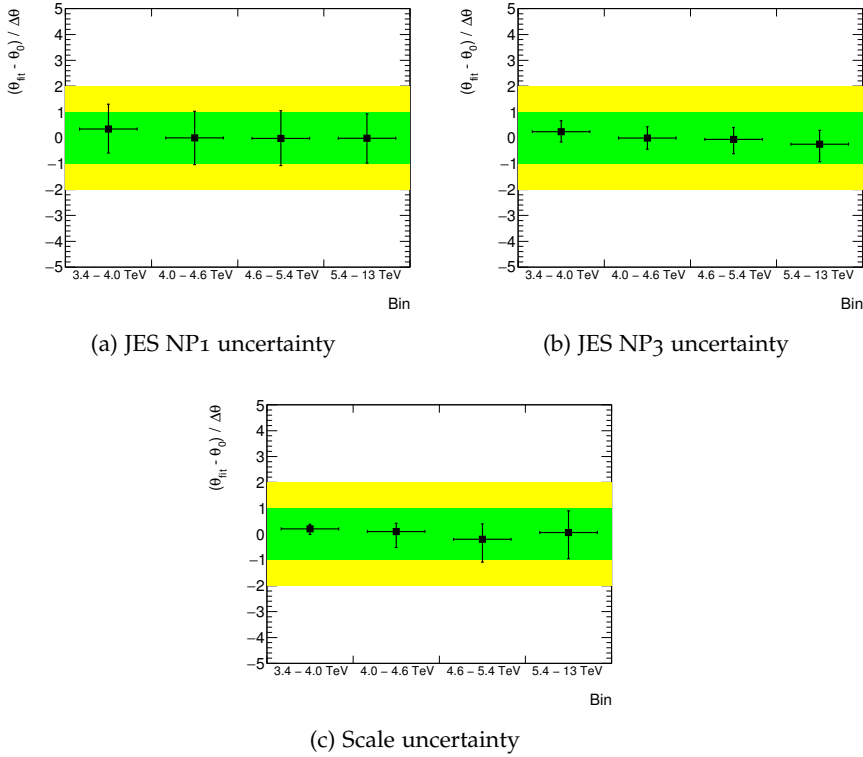 (θfit - θ0) / Δθ
5
4
3
2
1
0
−1
−2
−3
−4
−5
3.4 – 4.0 TeV 4.0 – 4.6 TeV 4.6 – 5.4 TeV 5.4 – 13 TeV
Bin
(a) JES NP1 uncertainty
(θfit - θ0) / Δθ
5
4
3
2
1
0
−1
−2
−3
−4
−5
3.4 – 4.0 TeV 4.0 – 4.6 TeV 4.6 – 5.4 TeV 5.4 – 13 TeV
Bin
(b) JES NP3 uncertainty
(θfit - θ0) / Δθ
5
4
3
2
1
0
−1
−2
−3
−4
−5
3.4 – 4.0 TeV 4.0 – 4.6 TeV 4.6 – 5.4 TeV 5.4 – 13 TeV
Bin
(c) Scale uncertainty